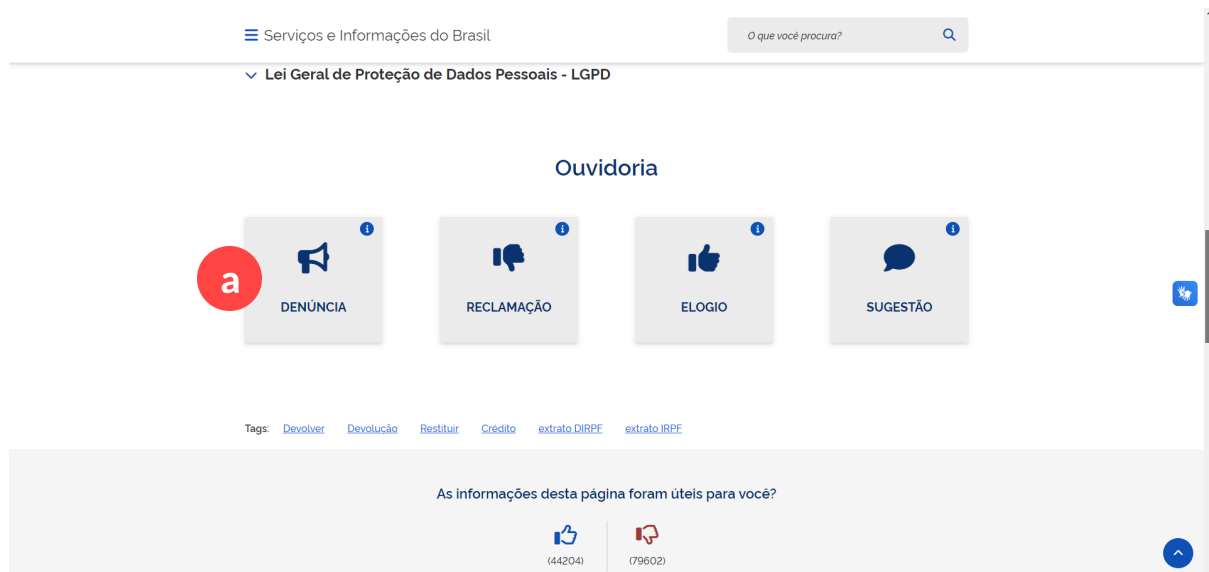 Serviços e Informações do Brasil
O que você procura?
Lei Geral de Proteção de Dados Pessoais - LGPD
Ouvidoria
a
DENÚNCIA
RECLAMAÇÃO
ELOGIO
SUGESTÃO
Tags: Devolver Devolução Restituir Crédito extrato DIRPF extrato IRPF
As informações desta página foram úteis para você?
(44204) (79602)